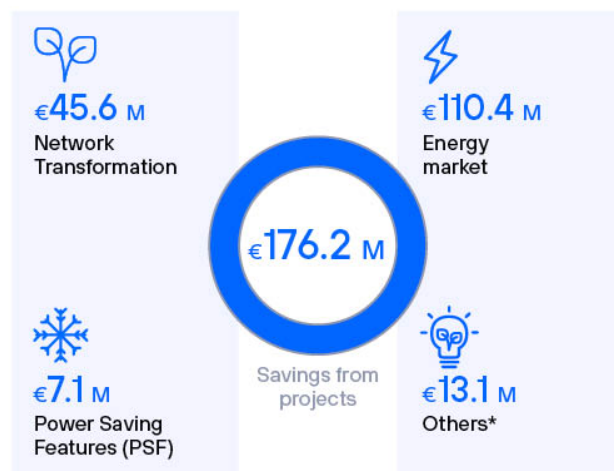 €45.6 M
Network
Transformation
€110.4 M
Energy
market
€176.2 M
Savings from
projects
€7.1 M
Power Saving
Features (PSF)
€13.1 M
Others*